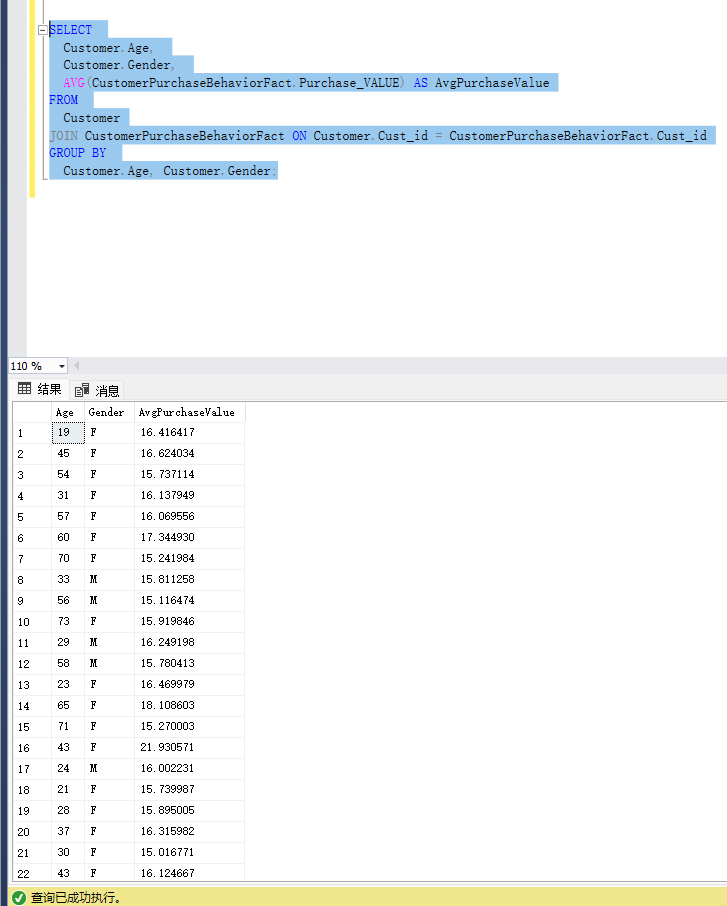 SELECT
Customer.Age,
Customer.Gender,
AVG(CustomerPurchaseBehaviorFact.Purchase_VALUE) AS AvgPurchaseValue
FROM
Customer
JOIN CustomerPurchaseBehaviorFact ON Customer.Cust_id = CustomerPurchaseBehaviorFact.Cust_id
GROUP BY
Customer.Age, Customer.Gender;
110 %
结果 消息
Age Gender AvgPurchaseValue
1 19 F 16.416417
2 45 F 16.624034
3 54 F 15.737114
4 31 F 16.137949
5 57 F 16.069556
6 60 F 17.344930
7 70 F 15.241984
8 33 M 15.811258
9 56 M 15.116474
10 73 F 15.919846
11 29 M 16.249198
12 58 M 15.780413
13 23 F 16.469979
14 65 F 18.108603
15 71 F 15.270003
16 43 F 21.930571
17 24 M 16.002231
18 21 F 15.739987
19 28 F 15.895005
20 37 F 16.315982
21 30 F 15.016771
22 43 F 16.124667
查询已成功执行。